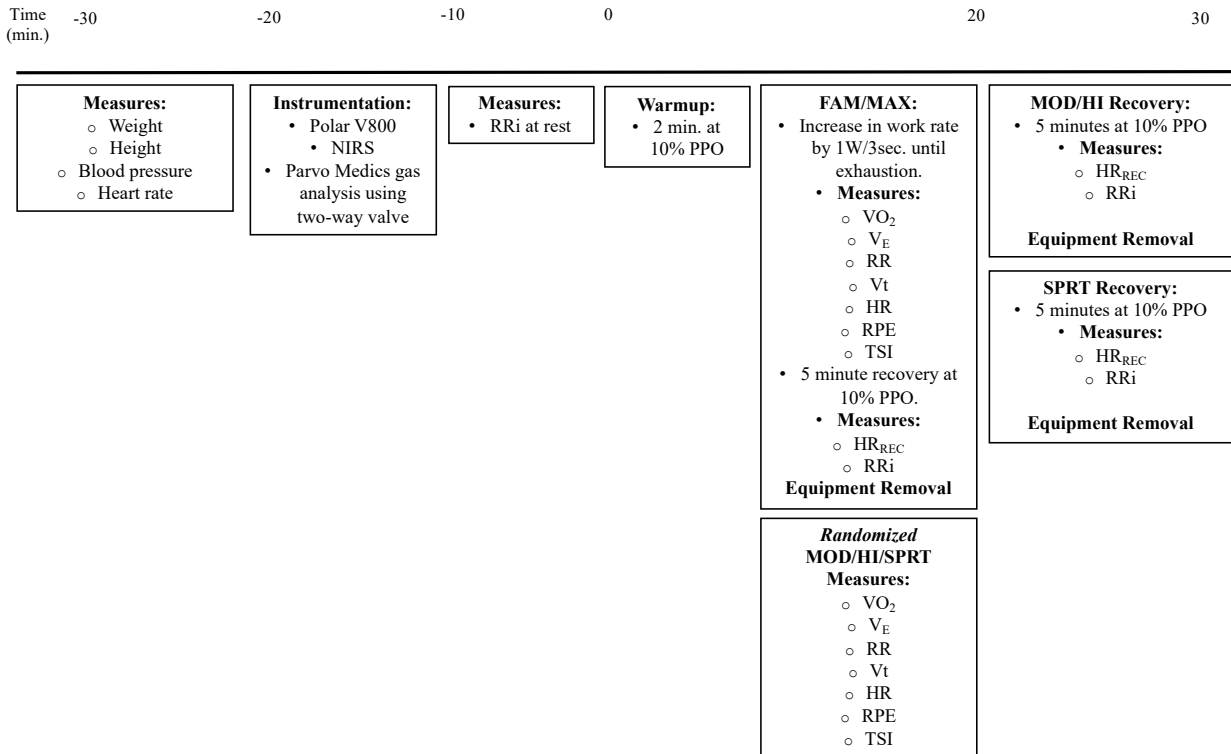 Time (min.) -30 -20 -10 0 20 30
Measures:
○ Weight
○ Height
○ Blood pressure
○ Heart rate
Instrumentation:
• Polar V800
• NIRS
• Parvo Medics gas
analysis using
two-way valve
Measures:
• RRi at rest
Warmup:
• 2 min. at
10% PPO
FAM/MAX:
• Increase in work rate
by 1W/3sec. until
exhaustion.
• Measures:
○ VO₂
○ V_E
○ RR
○ Vt
○ HR
○ RPE
○ TSI
• 5 minute recovery at
10% PPO.
• Measures:
○ HR_REC
○ RRi
Equipment Removal
Randomized
MOD/HI/SPRT
Measures:
○ VO₂
○ V_E
○ RR
○ Vt
○ HR
○ RPE
○ TSI
MOD/HI Recovery:
• 5 minutes at 10% PPO
• Measures:
○ HR_REC
○ RRi
Equipment Removal
SPRT Recovery:
• 5 minutes at 10% PPO
• Measures:
○ HR_REC
○ RRi
Equipment Removal